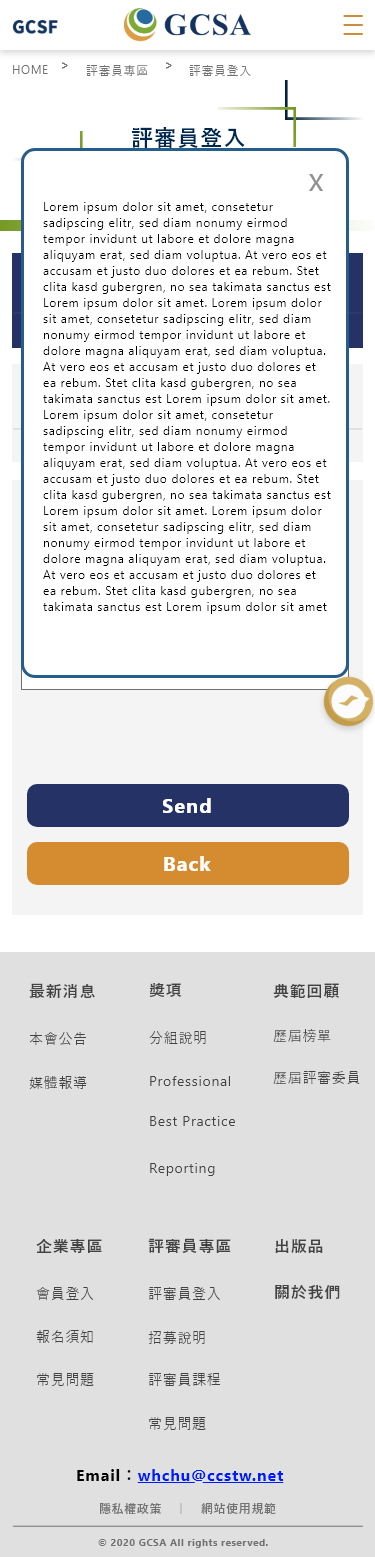 GCSF
GCSA
HOME > 評審員專區 > 評審員登入
評審員登入
X
Lorem ipsum dolor sit amet, consetetur
sadipscing elitr, sed diam nonumy eirmod
tempor invidunt ut labore et dolore magna
aliquyam erat, sed diam voluptua. At vero eos et
accusam et justo duo dolores et ea rebum. Stet
clita kasd gubergren, no sea takimata sanctus est
Lorem ipsum dolor sit amet. Lorem ipsum dolor
sit amet, consetetur sadipscing elitr, sed diam
nonumy eirmod tempor invidunt ut labore et
dolore magna aliquyam erat, sed diam voluptua.
At vero eos et accusam et justo duo dolores et
ea rebum. Stet clita kasd gubergren, no sea
takimata sanctus est Lorem ipsum dolor sit amet.
Lorem ipsum dolor sit amet, consetetur
sadipscing elitr, sed diam nonumy eirmod
tempor invidunt ut labore et dolore magna
aliquyam erat, sed diam voluptua. At vero eos et
accusam et justo duo dolores et ea rebum. Stet
clita kasd gubergren, no sea takimata sanctus est
Lorem ipsum dolor sit amet. Lorem ipsum dolor
sit amet, consetetur sadipscing elitr, sed diam
nonumy eirmod tempor invidunt ut labore et
dolore magna aliquyam erat, sed diam voluptua.
At vero eos et accusam et justo duo dolores et
ea rebum. Stet clita kasd gubergren, no sea
takimata sanctus est Lorem ipsum dolor sit amet
Send
Back
最新消息
本會公告
媒體報導
獎項
分組說明
Professional
Best Practice
Reporting
典範回顧
歷屆榜單
歷屆評審委員
企業專區
會員登入
報名須知
常見問題
評審員專區
評審員登入
招募說明
評審員課程
常見問題
出版品
關於我們
Email：whchu@ccstw.net
隱私權政策 | 網站使用規範
© 2020 GCSA All rights reserved.